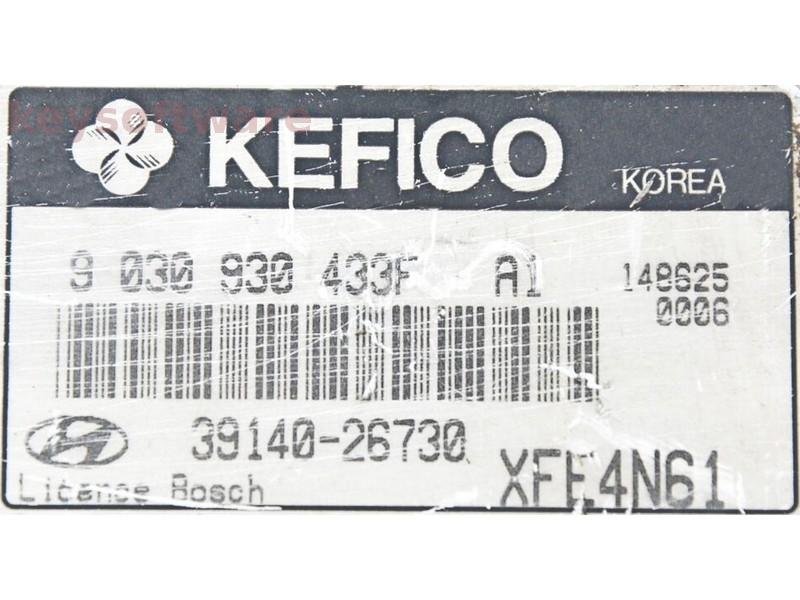 keysoftware
KEFICO
KOREA
9 030 930 433F A1
148625
0006
39140-26730
Licence Bosch
XFE4N61